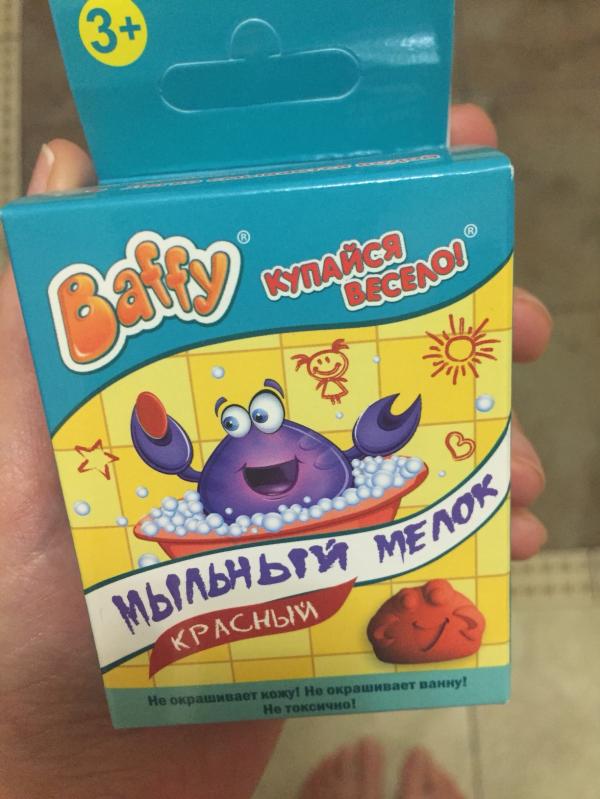 3+
Baffy®
КУПАЙСЯ
ВЕСЕЛО!®
МЫЛЬНЫЙ МЕЛОК
КРАСНЫЙ
Не окрашивает кожу! Не окрашивает ванну!
Не токсично!